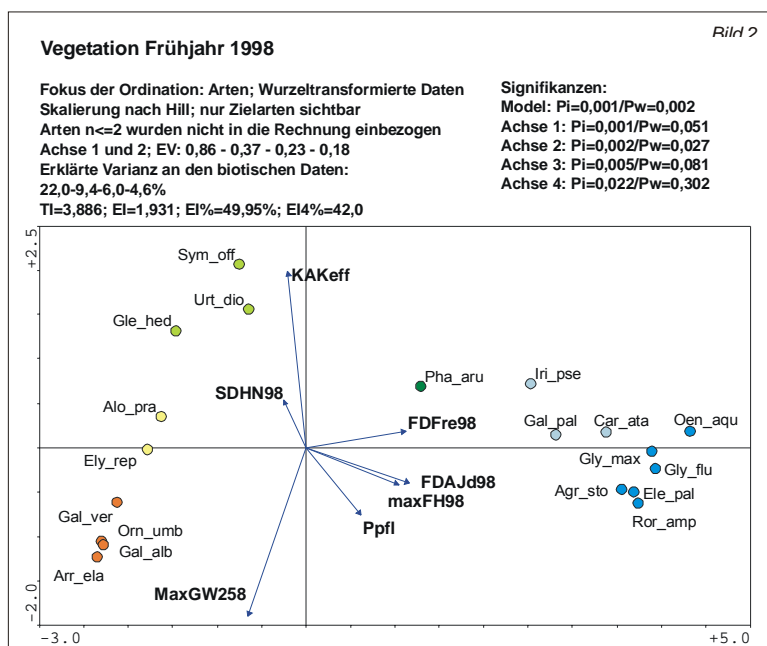 Bild 2
Vegetation Frühjahr 1998
Fokus der Ordination: Arten; Wurzeltransformierte Daten
Skalierung nach Hill; nur Zielarten sichtbar
Arten n<=2 wurden nicht in die Rechnung einbezogen
Achse 1 und 2; EV: 0,86 - 0,37 - 0,23 - 0,18
Erklärte Varianz an den biotischen Daten:
22,0-9,4-6,0-4,6%
TI=3,886; EI=1,931; EI%=49,95%; EI4%=42,0
Signifikanzen:
Model: Pi=0,001/Pw=0,002
Achse 1: Pi=0,001/Pw=0,051
Achse 2: Pi=0,002/Pw=0,027
Achse 3: Pi=0,005/Pw=0,081
Achse 4: Pi=0,022/Pw=0,302
+2.5
Sym_off
KAKeff
Urt_dio
Gle_hed
Pha_aru
Iri_pse
SDHN98
Alo_pra
FDFre98
Gal_pal
Car_ata
Oen_aqu
Ely_rep
Gly_max
Gly_flu
FDAJd98
maxFH98
Agr_sto
Ele_pal
Ror_amp
Gal_ver
Orn_umb
Gal_alb
Ppfl
Arr_ela
MaxGW258
-2.0
-3.0
+5.0